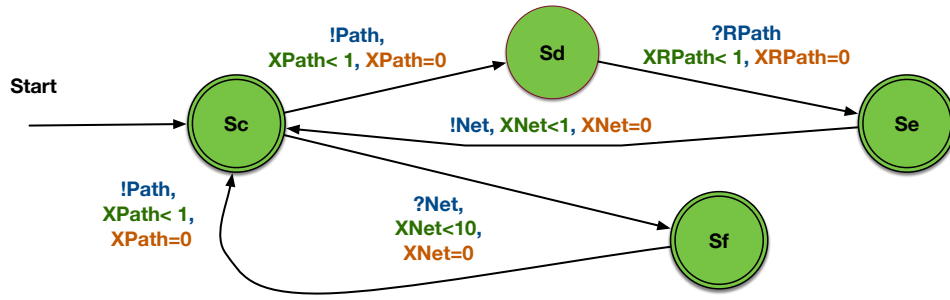 !Path,
XPath< 1, XPath=0
Sd
?RPath
XRPath< 1, XRPath=0
Start
Sc
!Net, XNet<1, XNet=0
Se
!Path,
XPath< 1,
XPath=0
?Net,
XNet<10,
XNet=0
Sf